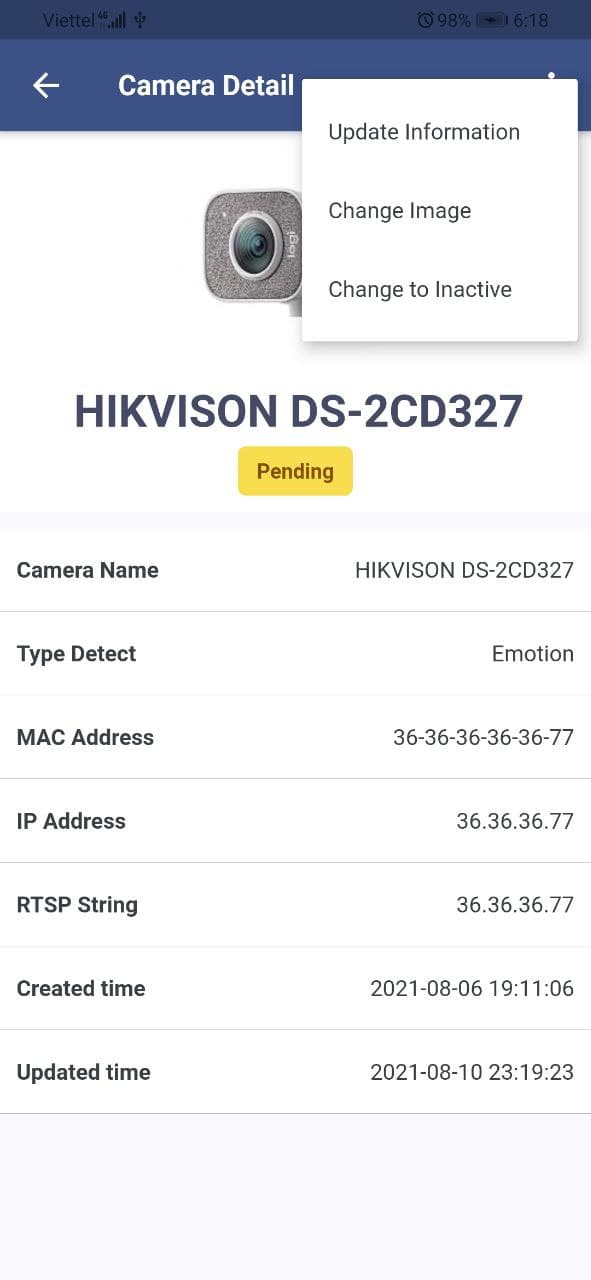 Viettel 4G 98% 6:18
Camera Detail
Update Information
Change Image
Change to Inactive
logi
HIKVISON DS-2CD327
Pending
Camera Name HIKVISON DS-2CD327
Type Detect Emotion
MAC Address 36-36-36-36-36-77
IP Address 36.36.36.77
RTSP String 36.36.36.77
Created time 2021-08-06 19:11:06
Updated time 2021-08-10 23:19:23